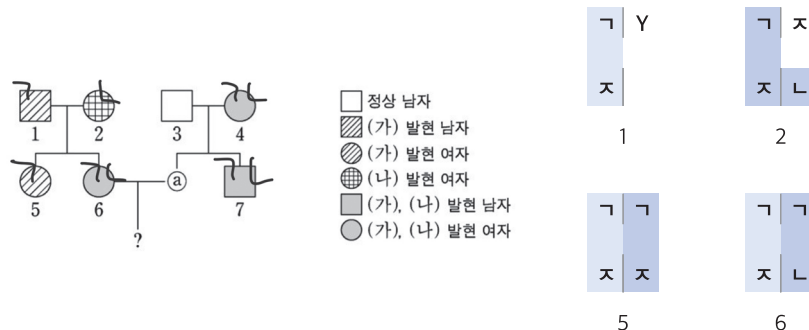 1
2
3
4
5
6
ⓐ
7
?
정상 남자
(가) 발현 남자
(가) 발현 여자
(나) 발현 여자
(가), (나) 발현 남자
(가), (나) 발현 여자
ㄱ Y
ㅈ
1
ㄱ ㅈ
ㅈ ㄴ
2
ㄱ ㄱ
ㅈ ㅈ
5
ㄱ ㄱ
ㅈ ㄴ
6